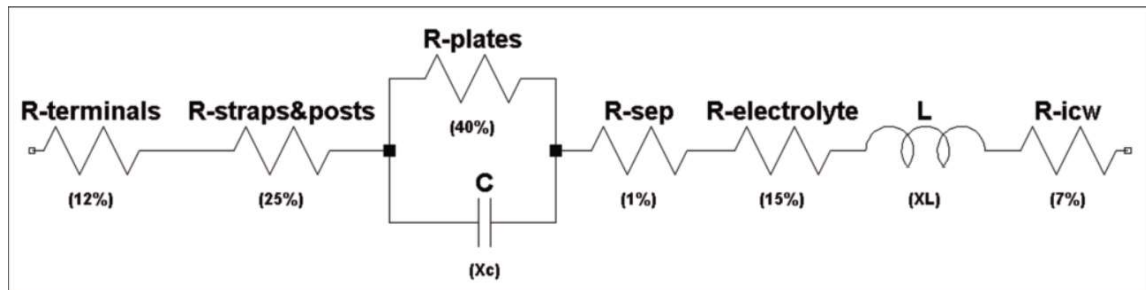 R-plates
R-terminals R-straps&posts R-sep R-electrolyte L R-icw
(40%)
C
(12%) (25%) (1%) (15%) (XL) (7%)
(Xc)